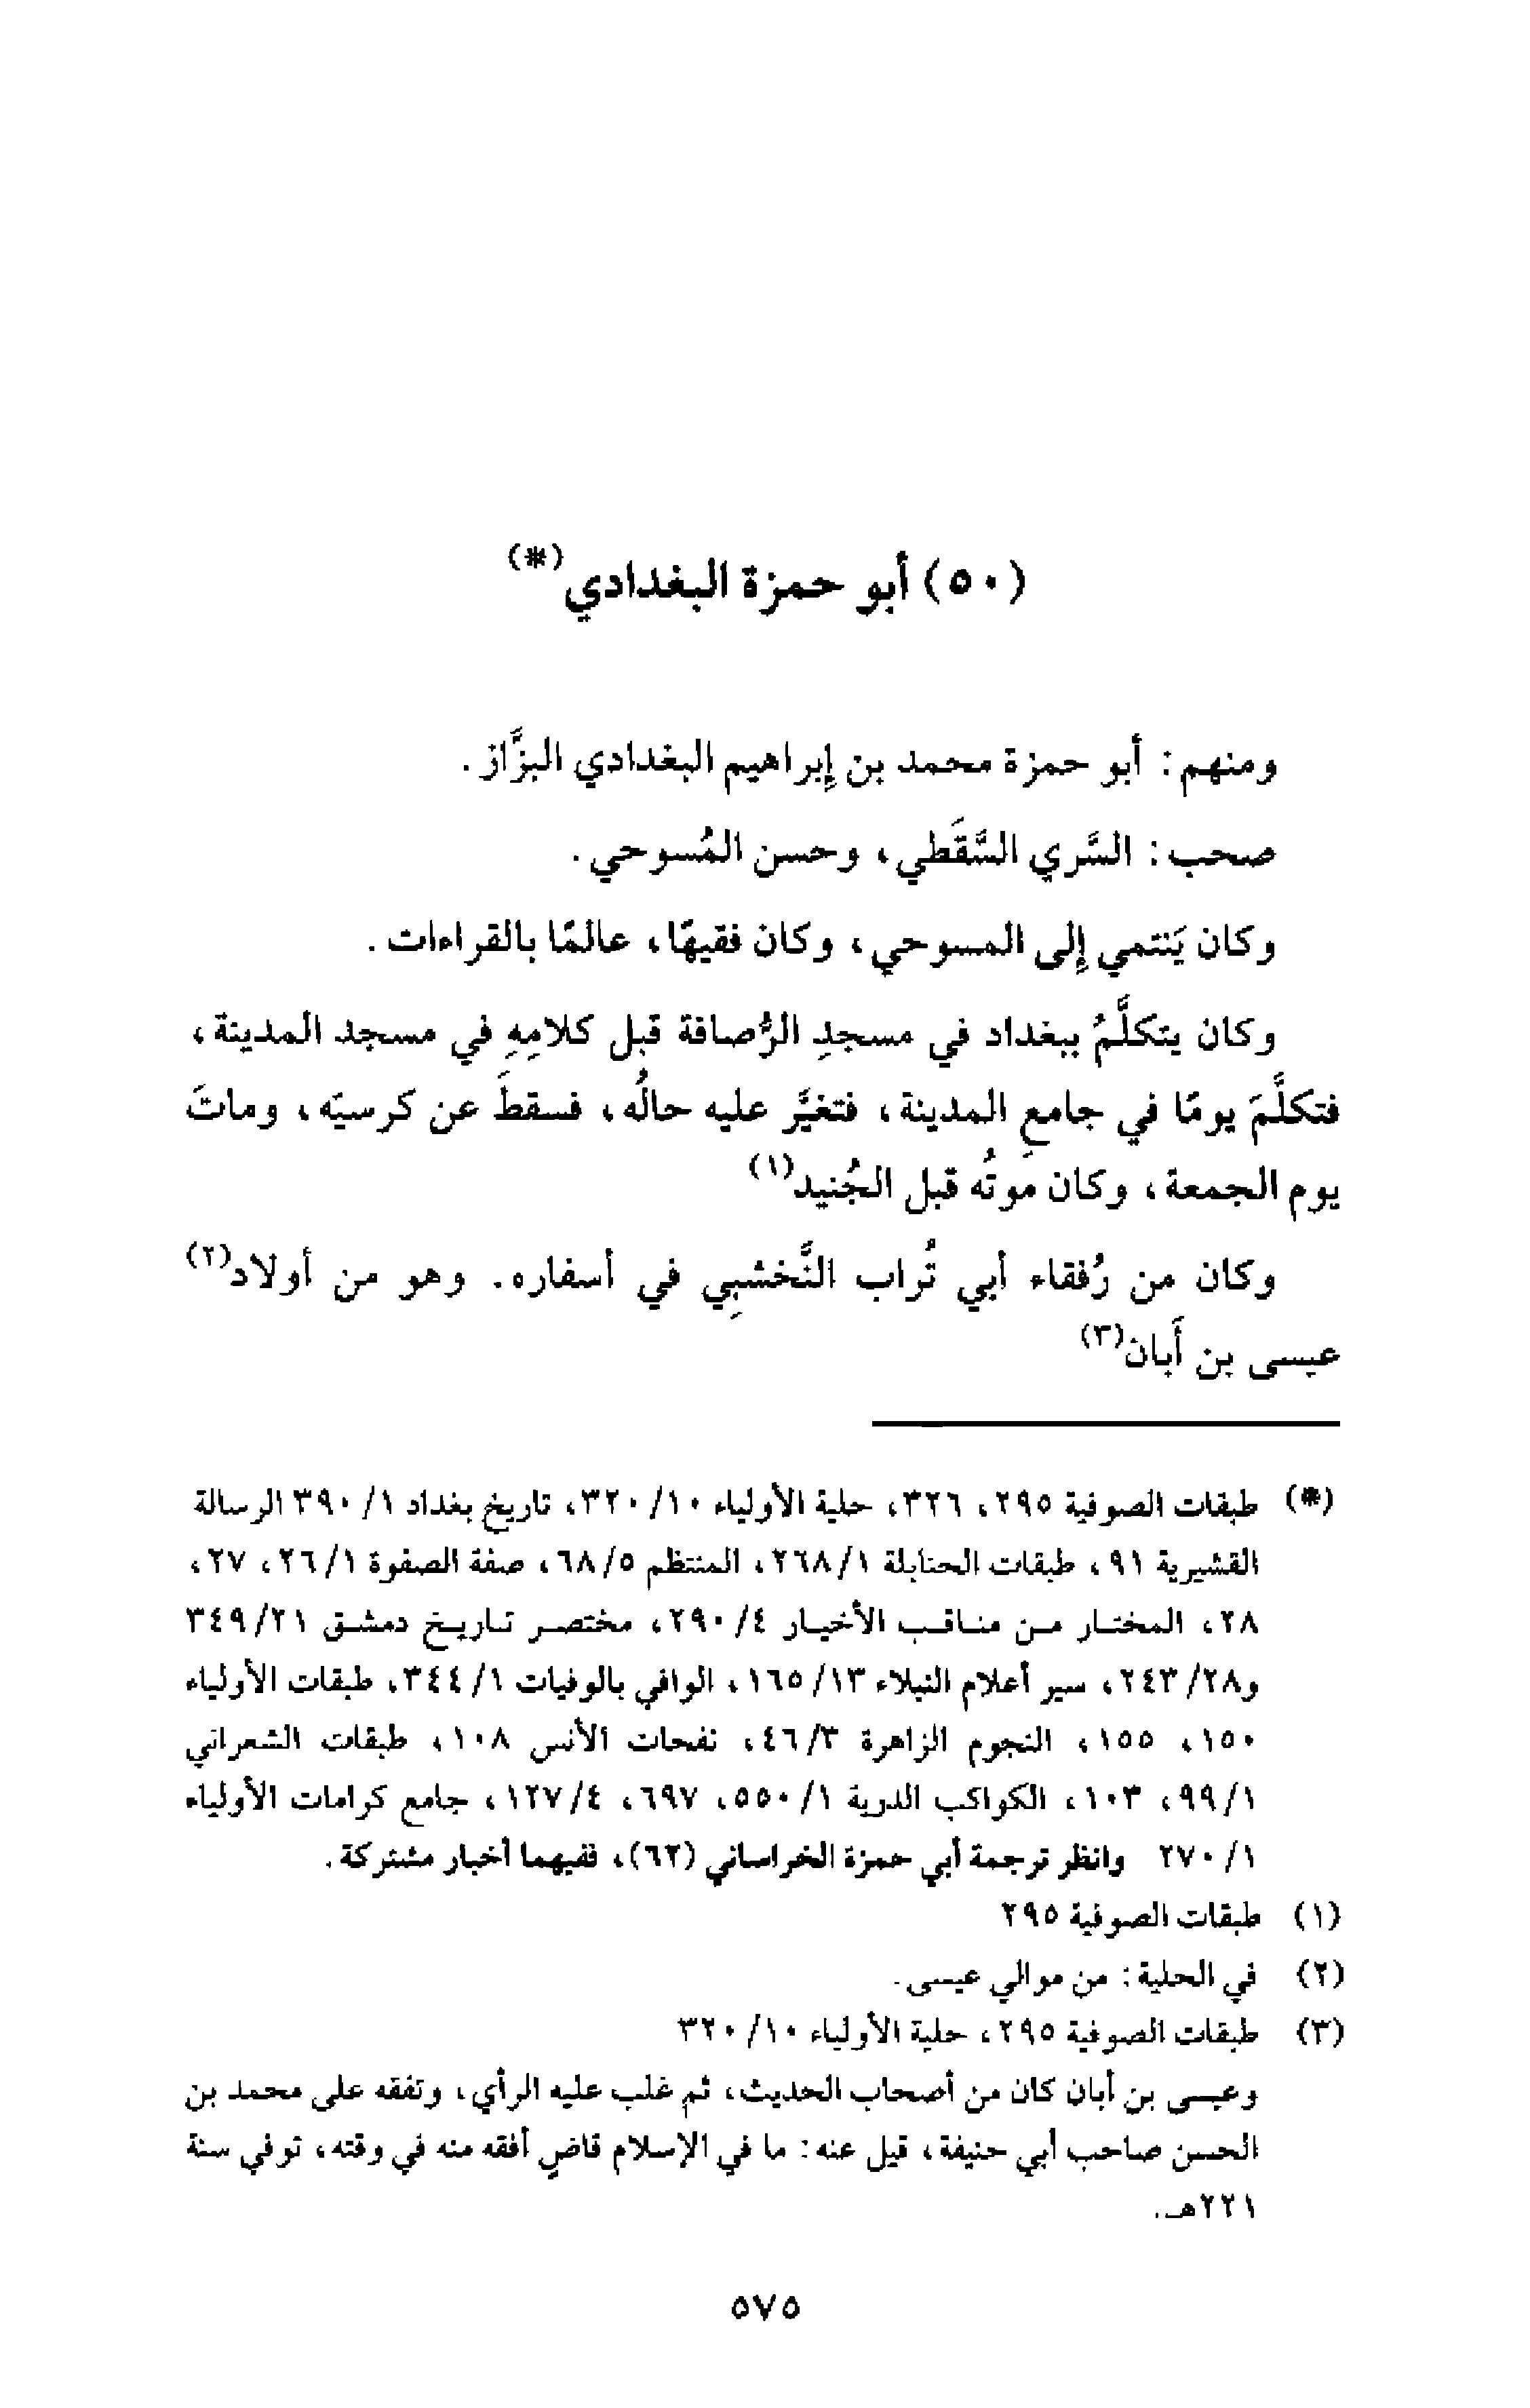 (٥٠) أبو حمزة البغدادي(*)
ومنهم: أبو حمزة محمد بن إبراهيم البغدادي البزَّاز.
صحب: السَّري السَّقَطي، وحسن المُسوحي.
وكان يَنتمي إلى المسوحي، وكان فقيهًا، عالمًا بالقراءات.
وكان يتكلَّمُ ببغداد في مسجدِ الرُّصافة قبل كلامِهِ في مسجد المدينة،
فتكلَّمَ يومًا في جامعِ المدينة، فتغيَّر عليه حالُه، فسقطَ عن كرسيّه، وماتَ
يوم الجمعة، وكان موتُه قبل الجُنيد(١)
وكان من رُفقاء أبي تُراب النَّخشبِي في أسفاره. وهو من أولاد(٢)
عيسى بن أَبان(٣)
(*) طبقات الصوفية ٢٩٥، ٣٢٦، حلية الأولياء ١٠/ ٣٢٠، تاريخ بغداد ١/ ٣٩٠ الرسالة
القشيرية ٩١، طبقات الحنابلة ١/ ٢٦٨، المنتظم ٥/ ٦٨، صفة الصفوة ١/ ٢٦، ٢٧،
٢٨، المختار من مناقب الأخيار ٤/ ٢٩٠، مختصر تاريخ دمشق ٢١/ ٣٤٩
و٢٨/ ٢٤٣، سير أعلام النبلاء ١٣/ ١٦٥، الوافي بالوفيات ١/ ٣٤٤، طبقات الأولياء
١٥٠، ١٥٥، النجوم الزاهرة ٣/ ٤٦، نفحات الأنس ١٠٨، طبقات الشعراني
١/ ٩٩، ١٠٣، الكواكب الدرية ١/ ٥٥٠، ٦٩٧، ٤/ ١٢٧، جامع كرامات الأولياء
١/ ٢٧٠ وانظر ترجمة أبي حمزة الخراساني (٦٢)، ففيهما أخبار مشتركة.
(١) طبقات الصوفية ٢٩٥
(٢) في الحلية: من موالي عيسى.
(٣) طبقات الصوفية ٢٩٥، حلية الأولياء ١٠/ ٣٢٠
وعيسى بن أبان كان من أصحاب الحديث، ثم غلب عليه الرأي، وتفقه على محمد بن
الحسن صاحب أبي حنيفة، قيل عنه: ما في الإسلام قاضٍ أفقه منه في وقته، توفي سنة
٢٢١هـ.
٥٧٥